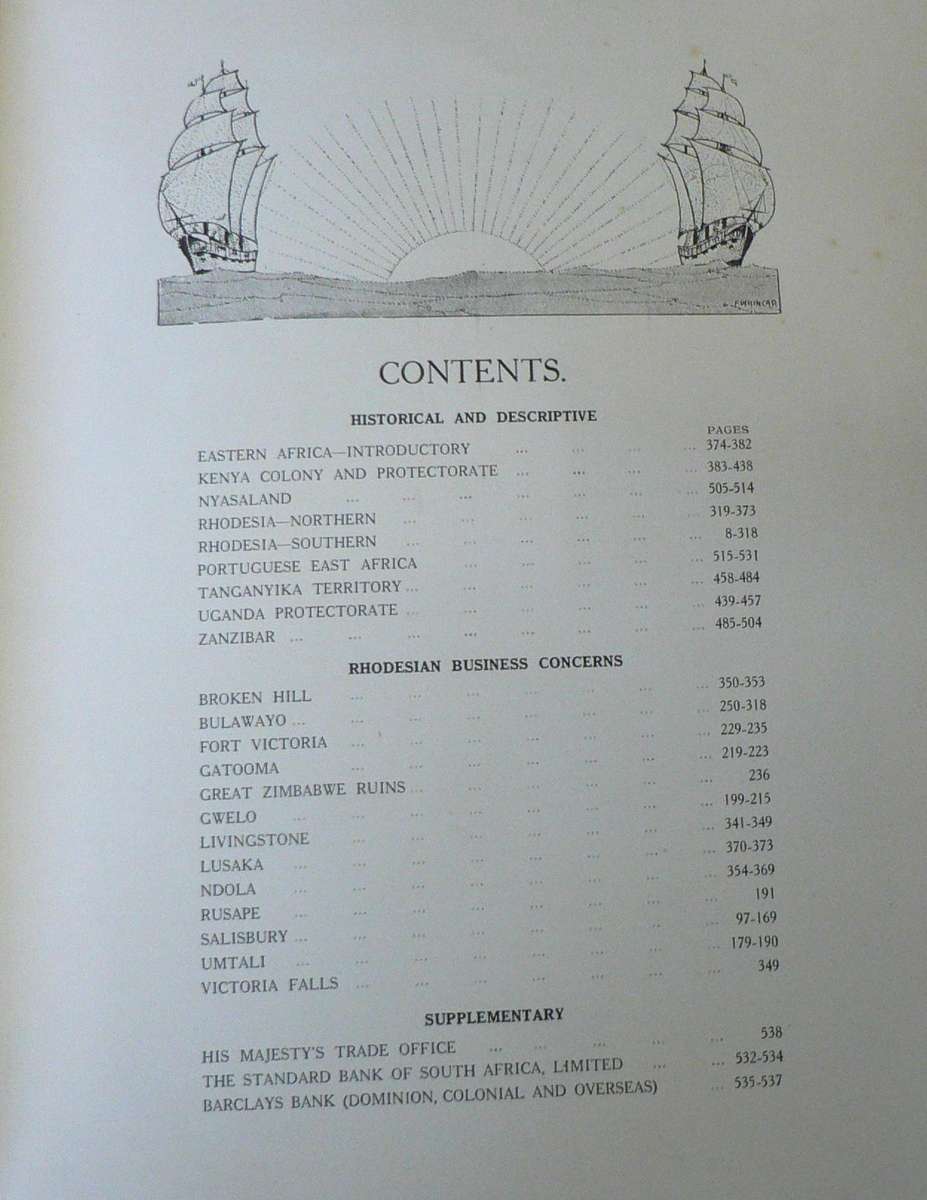 F. WHINCAP
CONTENTS.
HISTORICAL AND DESCRIPTIVE
PAGES
EASTERN AFRICA—INTRODUCTORY ... ... ... ... 374-382
KENYA COLONY AND PROTECTORATE ... ... ... ... 383-438
NYASALAND ... ... ... ... ... ... ... 505-514
RHODESIA—NORTHERN ... ... ... ... ... ... 319-373
RHODESIA—SOUTHERN ... ... ... ... ... ... 8-318
PORTUGUESE EAST AFRICA ... ... ... ... ... 515-531
TANGANYIKA TERRITORY ... ... ... ... ... ... 458-484
UGANDA PROTECTORATE ... ... ... ... ... ... 439-457
ZANZIBAR ... ... ... ... ... ... ... ... 485-504
RHODESIAN BUSINESS CONCERNS
BROKEN HILL ... ... ... ... ... ... ... 350-353
BULAWAYO ... ... ... ... ... ... ... ... 250-318
FORT VICTORIA ... ... ... ... ... ... ... 229-235
GATOOMA ... ... ... ... ... ... ... 219-223
GREAT ZIMBABWE RUINS ... ... ... ... ... ... 236
GWELO ... ... ... ... ... ... ... ... 199-215
LIVINGSTONE ... ... ... ... ... ... ... 341-349
LUSAKA ... ... ... ... ... ... ... ... 370-373
NDOLA ... ... ... ... ... ... ... ... 354-369
RUSAPE ... ... ... ... ... ... ... ... 191
SALISBURY ... ... ... ... ... ... ... ... 97-169
UMTALI ... ... ... ... ... ... ... ... 179-190
VICTORIA FALLS ... ... ... ... ... ... ... 349
SUPPLEMENTARY
HIS MAJESTY'S TRADE OFFICE ... ... ... ... ... 538
THE STANDARD BANK OF SOUTH AFRICA, LIMITED ... ... 532-534
BARCLAYS BANK (DOMINION, COLONIAL AND OVERSEAS) ... 535-537